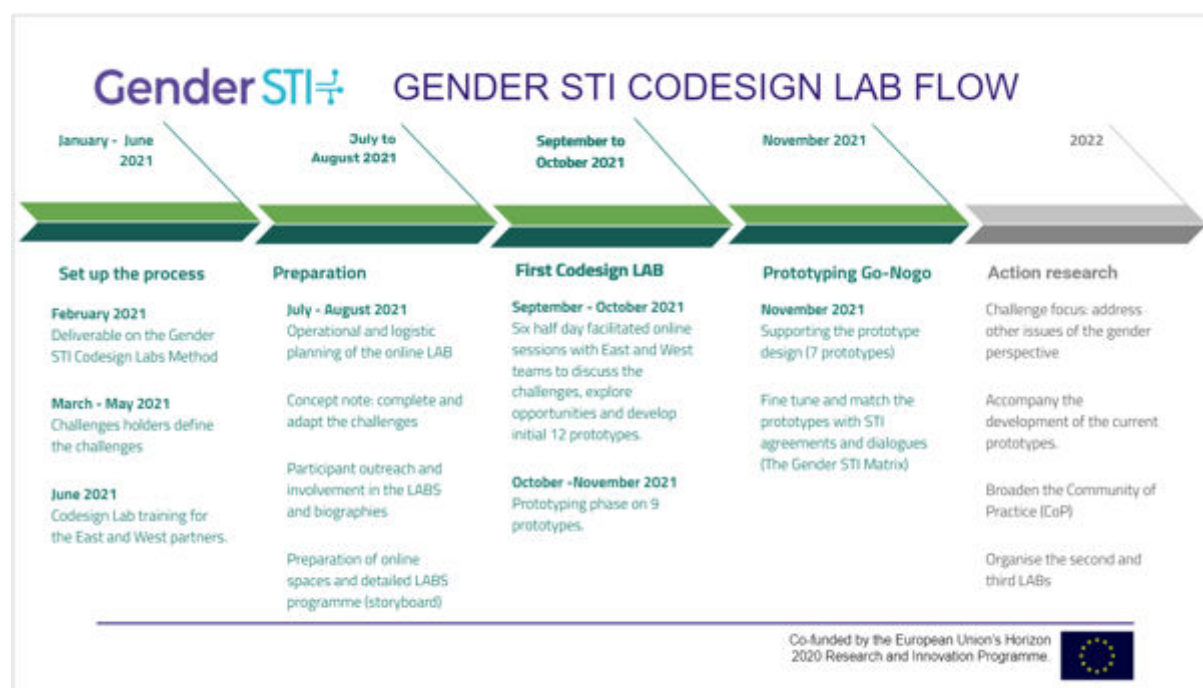 Gender STI
GENDER STI CODESIGN LAB FLOW
January - June
2021
July to
August 2021
September to
October 2021
November 2021
2022
Set up the process
February 2021
Deliverable on the Gender
STI Codesign Labs Method
March - May 2021
Challenges holders define
the challenges
June 2021
Codesign Lab training for
the East and West partners.
Preparation
July - August 2021
Operational and logistic
planning of the online LAB
Concept note: complete and
adapt the challenges
Participant outreach and
involvement in the LABS
and biographies
Preparation of online
spaces and detailed LABS
programme (storyboard)
First Codesign LAB
September - October 2021
Six half day facilitated online
sessions with East and West
teams to discuss the
challenges, explore
opportunities and develop
initial 12 prototypes.
October -November 2021
Prototyping phase on 9
prototypes.
Prototyping Go-Nogo
November 2021
Supporting the prototype
design (7 prototypes)
Fine tune and match the
prototypes with STI
agreements and dialogues
(The Gender STI Matrix)
Action research
Challenge focus: address
other issues of the gender
perspective
Accompany the
development of the current
prototypes.
Broaden the Community of
Practice (CoP)
Organise the second and
third LABs
Co-funded by the European Union's Horizon
2020 Research and Innovation Programme.